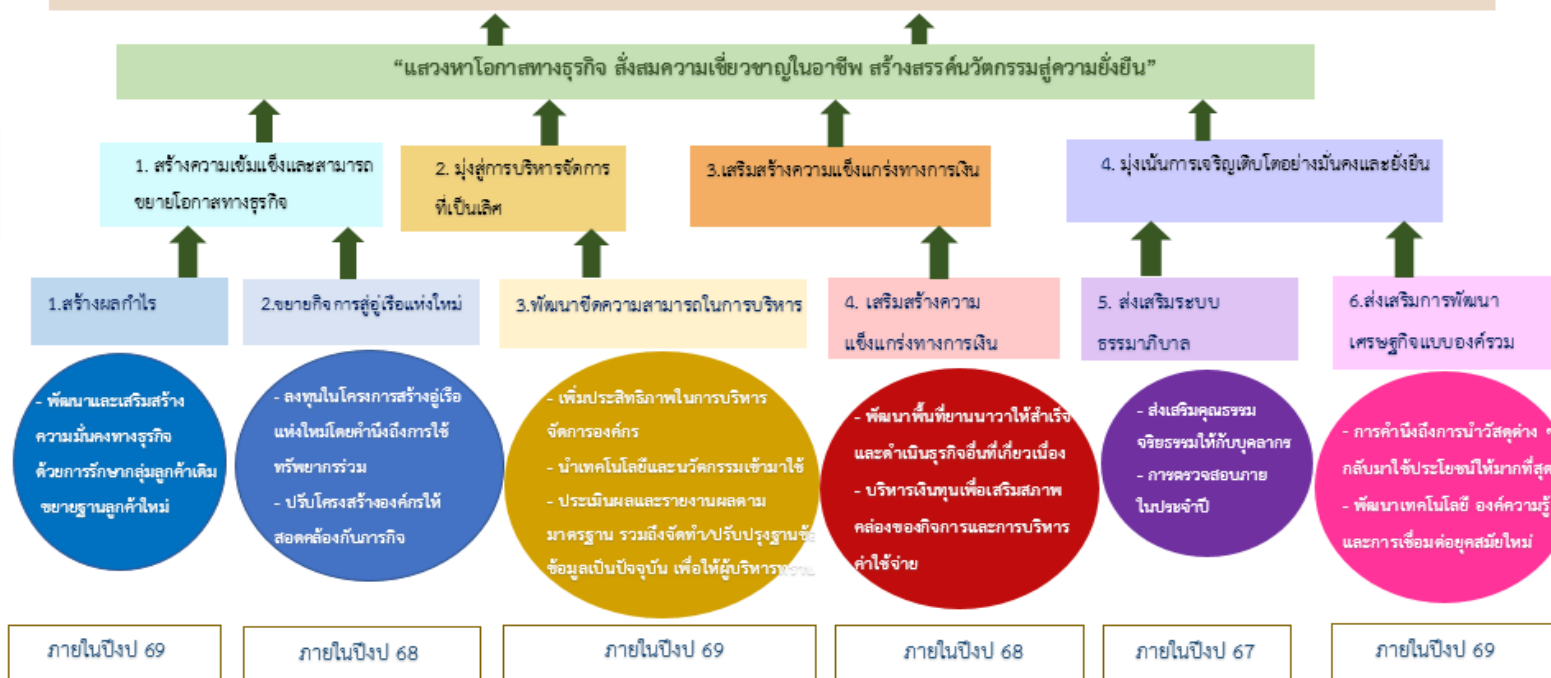 “แสวงหาโอกาสทางธุรกิจ สั่งสมความเชี่ยวชาญในอาชีพ สร้างสรรค์นวัตกรรมสู่ความยั่งยืน”
1. สร้างความเข้มแข็งและสามารถ
ขยายโอกาสทางธุรกิจ
2. มุ่งสู่การบริหารจัดการ
ที่เป็นเลิศ
3.เสริมสร้างความแข็งแกร่งทางการเงิน
4. มุ่งเน้นการเจริญเติบโตอย่างมั่นคงและยั่งยืน
1.สร้างผลกำไร
2.ขยายกิจการสู่อู่เรือแห่งใหม่
3.พัฒนาขีดความสามารถในการบริหาร
4. เสริมสร้างความ
แข็งแกร่งทางการเงิน
5. ส่งเสริมระบบ
ธรรมาภิบาล
6.ส่งเสริมการพัฒนา
เศรษฐกิจแบบองค์รวม
- พัฒนาและเสริมสร้าง
ความมั่นคงทางธุรกิจ
ด้วยการรักษากลุ่มลูกค้าเดิม
ขยายฐานลูกค้าใหม่
- ลงทุนในโครงการสร้างอู่เรือ
แห่งใหม่โดยคำนึงถึงการใช้
ทรัพยากรร่วม
- ปรับโครงสร้างองค์กรให้
สอดคล้องกับภารกิจ
- เพิ่มประสิทธิภาพในการบริหาร
จัดการองค์กร
- นำเทคโนโลยีและนวัตกรรมเข้ามาใช้
- ประเมินผลและรายงานผลตาม
มาตรฐาน รวมถึงจัดทำ/ปรับปรุงฐาน
ข้อมูลเป็นปัจจุบัน เพื่อให้ผู้บริหาร
- พัฒนาพื้นที่ยานนาวาให้สำเร็จ
และดำเนินธุรกิจอื่นที่เกี่ยวเนื่อง
- บริหารเงินทุนเพื่อเสริมสภาพ
คล่องของกิจการและการบริหาร
ค่าใช้จ่าย
- ส่งเสริมคุณธรรม
จริยธรรมให้กับบุคลากร
- การตรวจสอบภาย
ในประจำปี
- การคำนึงถึงการนำวัสดุต่าง
กลับมาใช้ประโยชน์ให้มากที่สุด
- พัฒนาเทคโนโลยี องค์ความรู้
และการเชื่อมต่อยุคสมัยใหม่
ภายในปีงป 69
ภายในปีงป 68
ภายในปีงป 69
ภายในปีงป 68
ภายในปีงป 67
ภายในปีงป 69